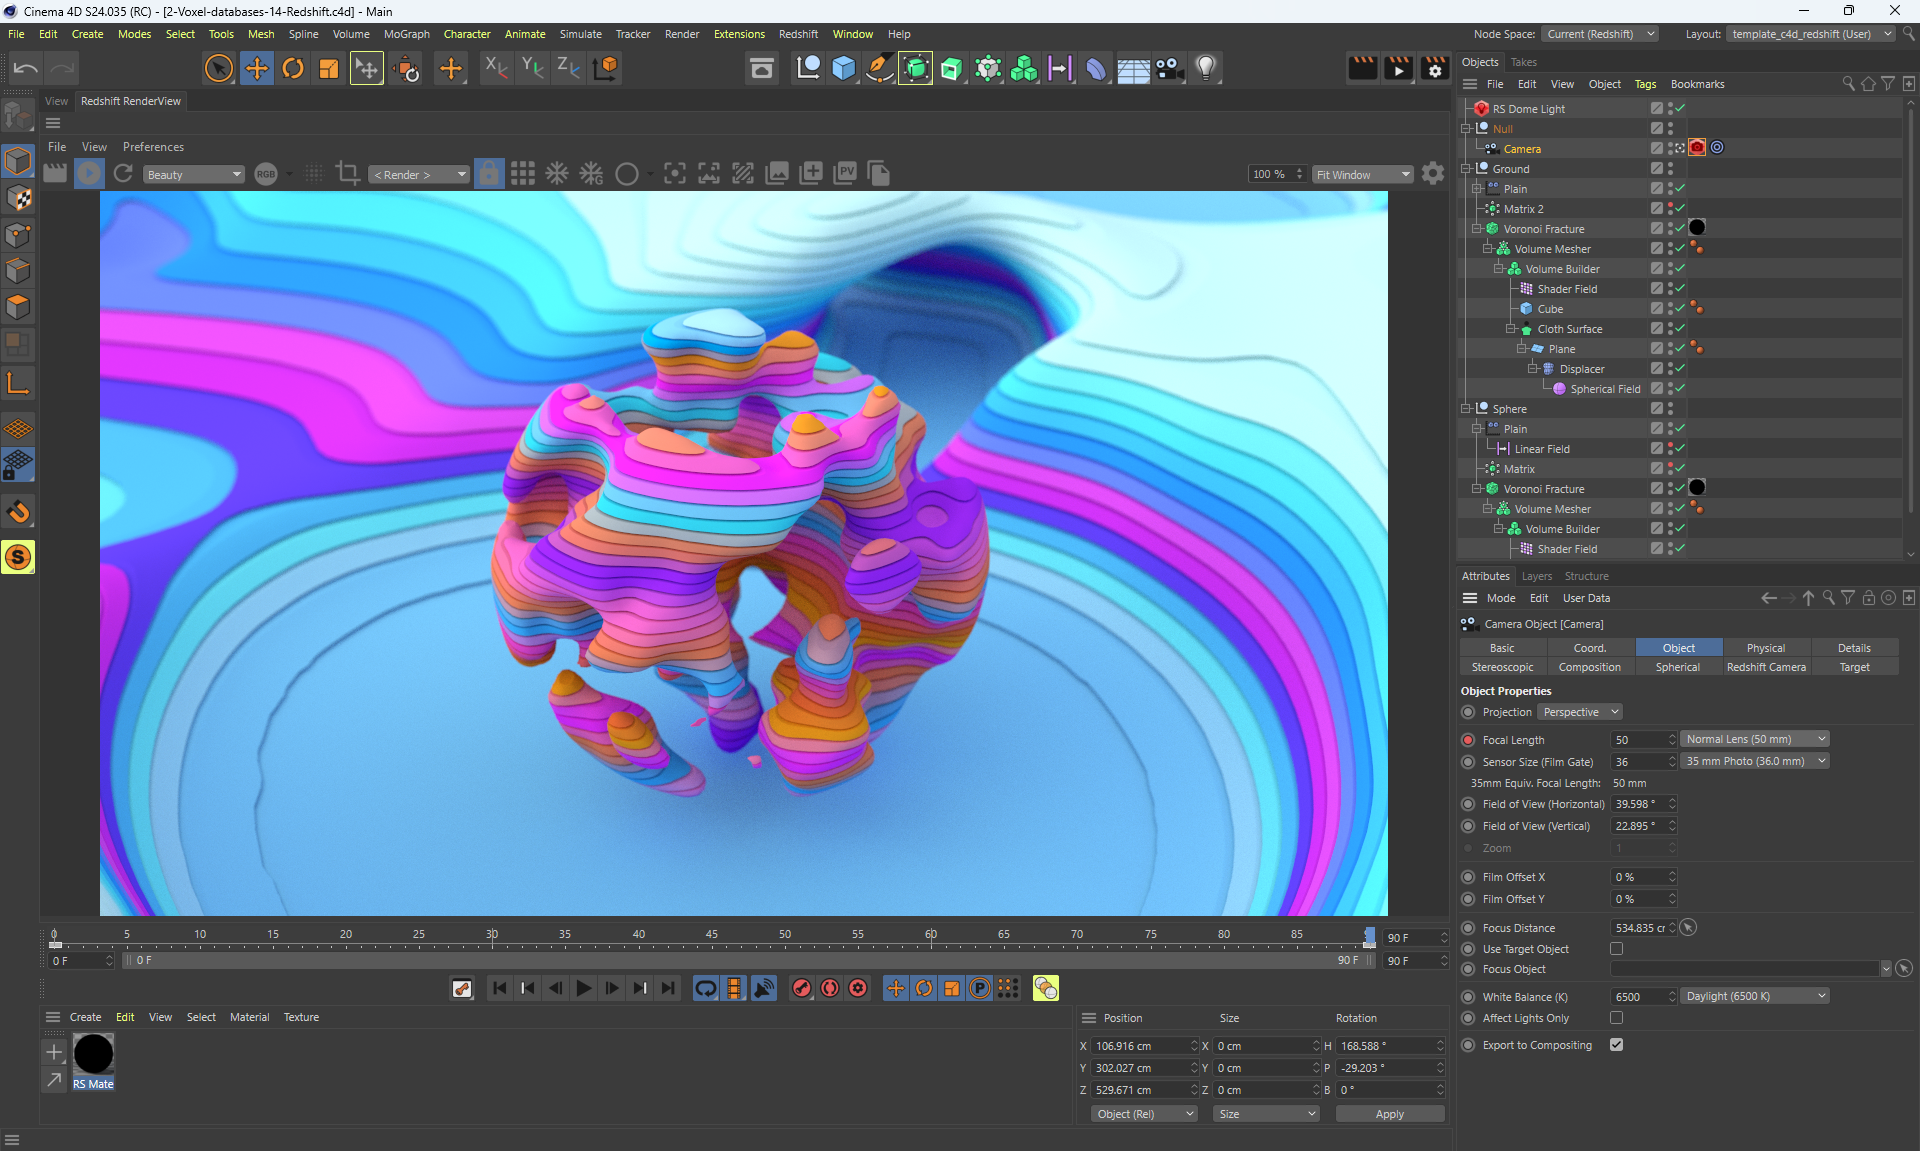 Cinema 4D S24.035 (RC) - [2-Voxel-databases-14-Redshift.c4d] - Main
File Edit Create Modes Select Tools Mesh Spline Volume MoGraph Character Animate Simulate Tracker Render Extensions Redshift Window Help Node Space: Current (Redshift) Layout: template_c4d_redshift (User)
X Y Z
View Redshift RenderView
File View Preferences
Beauty RGB < Render > G PV 100 % Fit Window
Objects Takes
File Edit View Object Tags Bookmarks
RS Dome Light
Null
Camera
Ground
Plain
Matrix 2
Voronoi Fracture
Volume Mesher
Volume Builder
Shader Field
Cube
Cloth Surface
Plane
Displacer
Spherical Field
Sphere
Plain
Linear Field
Matrix
Voronoi Fracture
Volume Mesher
Volume Builder
Shader Field
S
Attributes Layers Structure
Mode Edit User Data
Camera Object [Camera]
Basic Coord. Object Physical Details
Stereoscopic Composition Spherical Redshift Camera Target
Object Properties
Projection Perspective
Focal Length 50 Normal Lens (50 mm)
Sensor Size (Film Gate) 36 35 mm Photo (36.0 mm)
35mm Equiv. Focal Length: 50 mm
Field of View (Horizontal) 39.598 °
Field of View (Vertical) 22.895 °
Zoom 1
Film Offset X 0 %
Film Offset Y 0 %
Focus Distance 534.835 cr
Use Target Object
Focus Object
White Balance (K) 6500 Daylight (6500 K)
Affect Lights Only
Export to Compositing
0 5 10 15 20 25 30 35 40 45 50 55 60 65 70 75 80 85 90 F
0 F 0 F 90 F 90 F
P
Create Edit View Select Material Texture
RS Mate
Position Size Rotation
X 106.916 cm X 0 cm H 168.588 °
Y 302.027 cm Y 0 cm P -29.203 °
Z 529.671 cm Z 0 cm B 0 °
Object (Rel) Size Apply